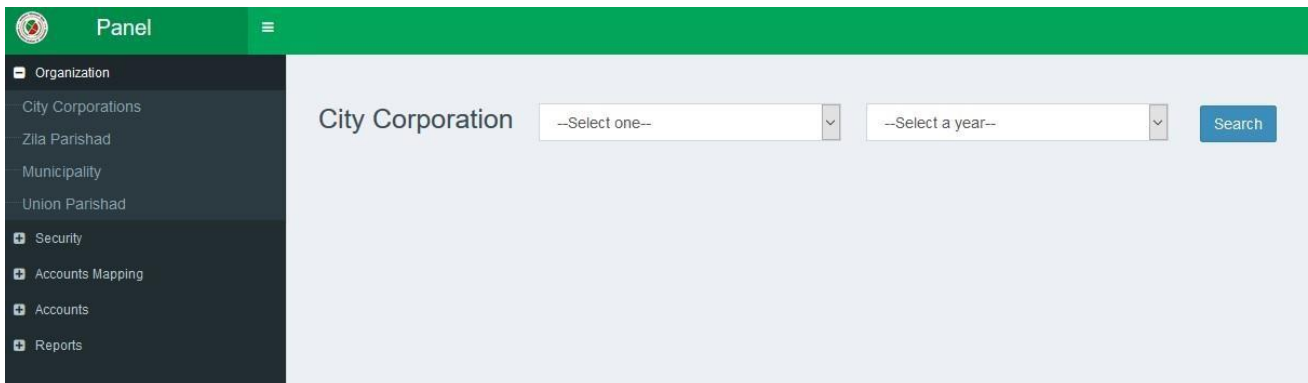 Panel
Organization
City Corporations
Zila Parishad
Municipality
Union Parishad
Security
Accounts Mapping
Accounts
Reports
City Corporation --Select one-- --Select a year-- Search